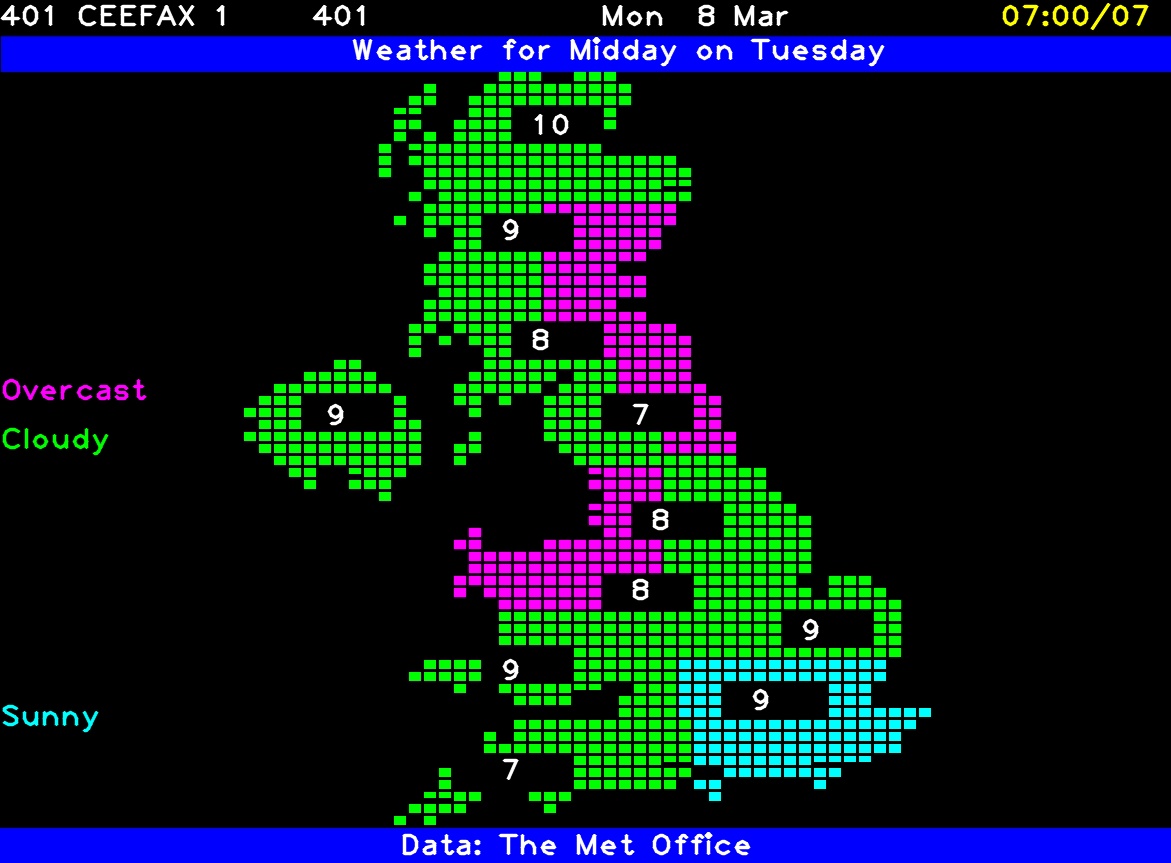 401 CEEFAX 1 401 Mon 8 Mar 07:00/07
Weather for Midday on Tuesday
10
9
8
Overcast
9 7
Cloudy
8
8
9
9
9
Sunny
7
Data: The Met Office